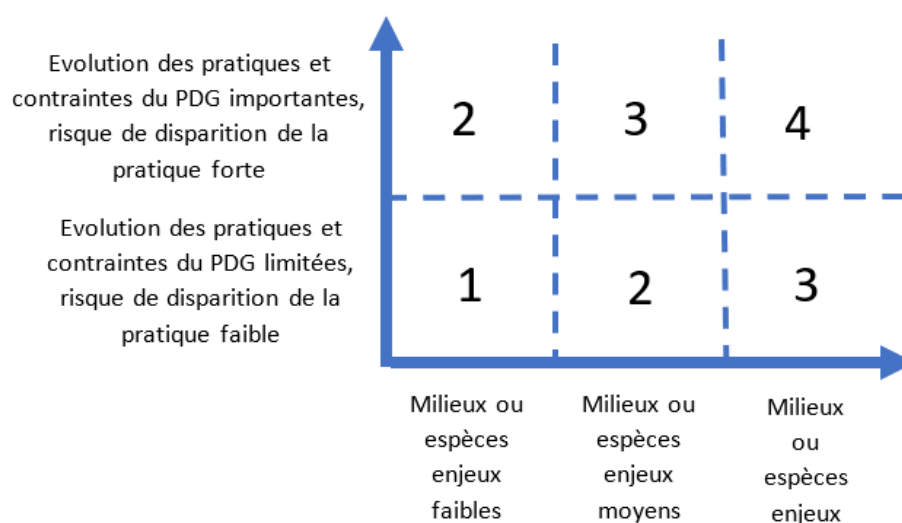 Evolution des pratiques et
contraintes du PDG importantes,
risque de disparition de la
pratique forte
2 3 4
Evolution des pratiques et
contraintes du PDG limitées,
risque de disparition de la
pratique faible
1 2 3
Milieux ou
espèces
enjeux
faibles
Milieux ou
espèces
enjeux
moyens
Milieux
ou
espèces
enjeux